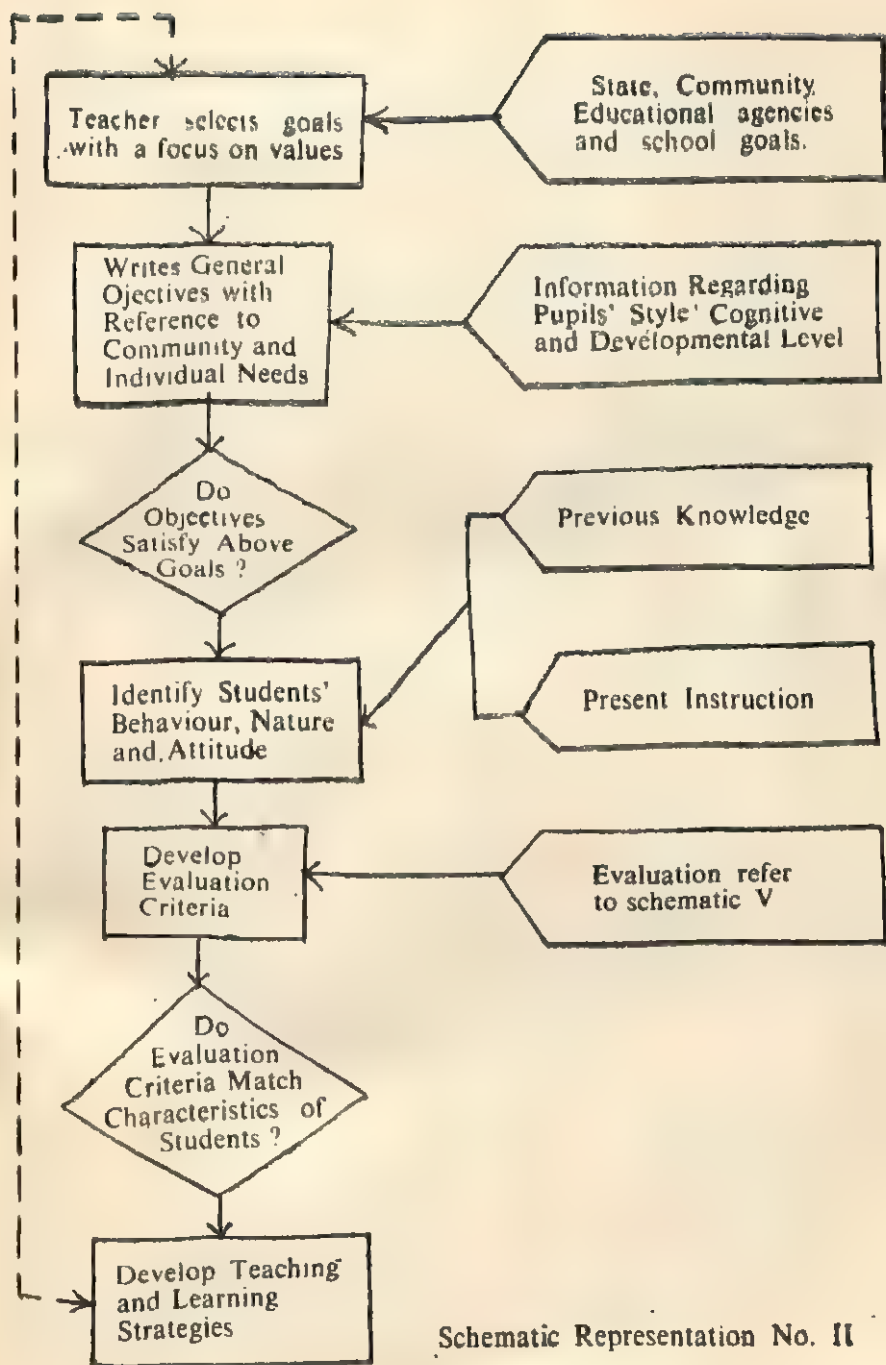 Teacher selects goals
with a focus on values
State, Community,
Educational agencies
and school goals.
Writes General
Ojectives with
Reference to
Community and
Individual Needs
Information Regarding
Pupils' Style' Cognitive
and Developmental Level
Do
Objectives
Satisfy Above
Goals ?
Previous Knowledge
Identify Students'
Behaviour, Nature
and Attitude
Present Instruction
Develop
Evaluation
Criteria
Evaluation refer
to schematic V
Do
Evaluation
Criteria Match
Characteristics of
Students ?
Develop Teaching
and Learning
Strategies
Schematic Representation No. II